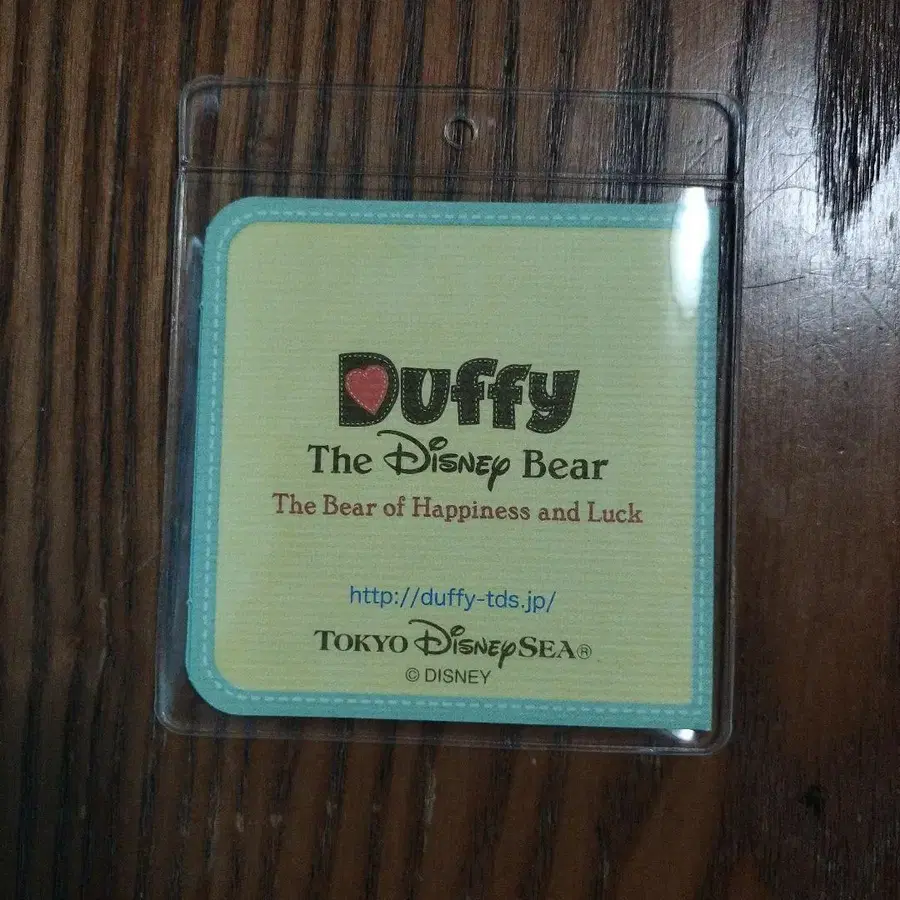 Duffy
The Disney Bear
The Bear of Happiness and Luck
http://duffy-tds.jp/
TOKYO DISNEYSEA®
© DISNEY